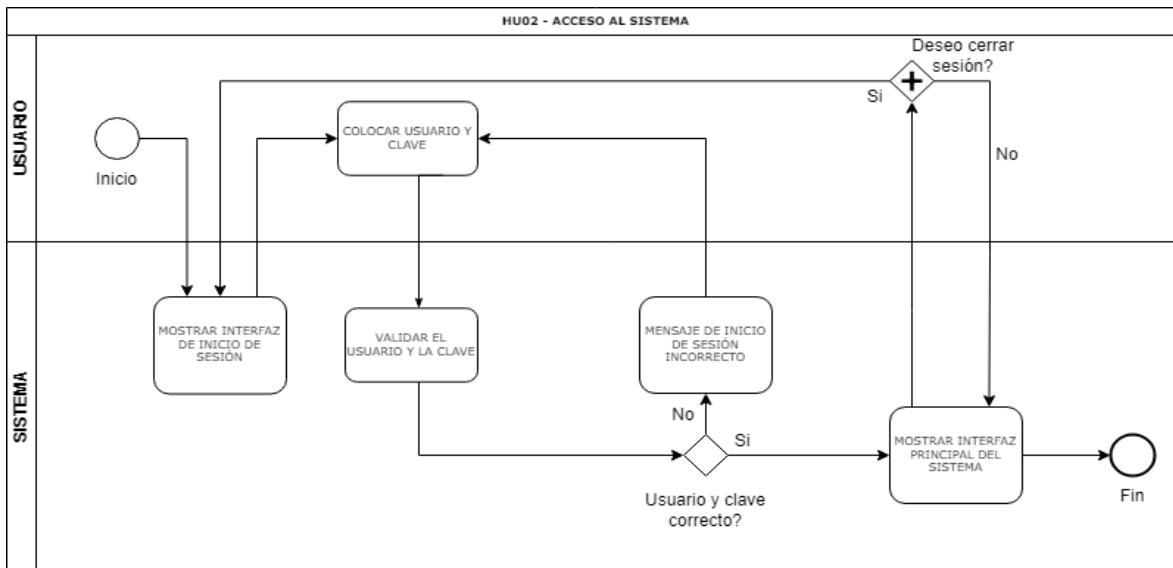 HU02 - ACCESO AL SISTEMA
USUARIO
Inicio
COLOCAR USUARIO Y
CLAVE
Deseo cerrar
sesión?
Si
No
SISTEMA
MOSTRAR INTERFAZ
DE INICIO DE
SESIÓN
VALIDAR EL
USUARIO Y LA CLAVE
MENSAJE DE INICIO
DE SESIÓN
INCORRECTO
No
Si
Usuario y clave
correcto?
MOSTRAR INTERFAZ
PRINCIPAL DEL
SISTEMA
Fin